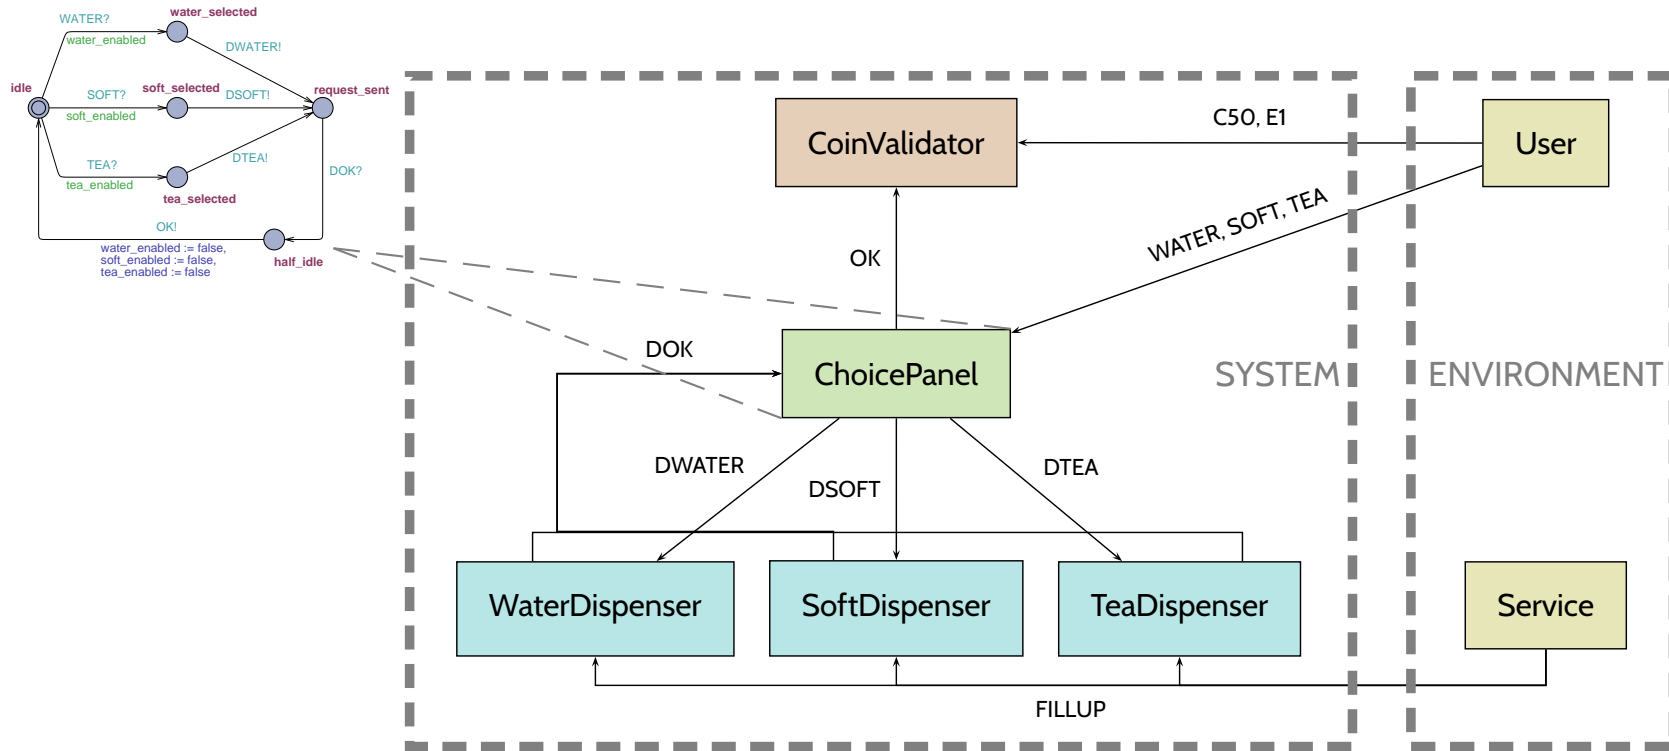 WATER?
water_enabled
water_selected
DWATER!
idle
SOFT?
soft_enabled
soft_selected
DSOFT!
request_sent
TEA?
tea_enabled
DTEA!
tea_selected
DOK?
OK!
water_enabled := false,
soft_enabled := false,
tea_enabled := false
half_idle
CoinValidator
C50, E1
User
WATER, SOFT, TEA
OK
DOK
ChoicePanel
SYSTEM
ENVIRONMENT
DWATER
DSOFT
DTEA
WaterDispenser
SoftDispenser
TeaDispenser
Service
FILLUP